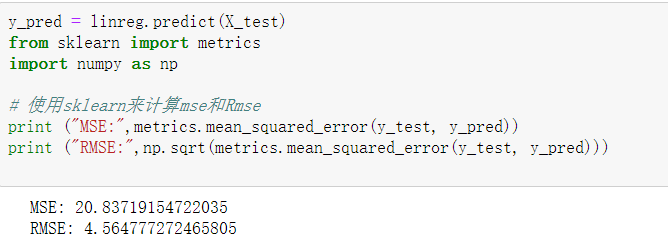 y_pred = linreg.predict(X_test)
from sklearn import metrics
import numpy as np
# 使用sklearn来计算mse和Rmse
print ("MSE:",metrics.mean_squared_error(y_test, y_pred))
print ("RMSE:",np.sqrt(metrics.mean_squared_error(y_test, y_pred)))
MSE: 20.83719154722035
RMSE: 4.564777272465805